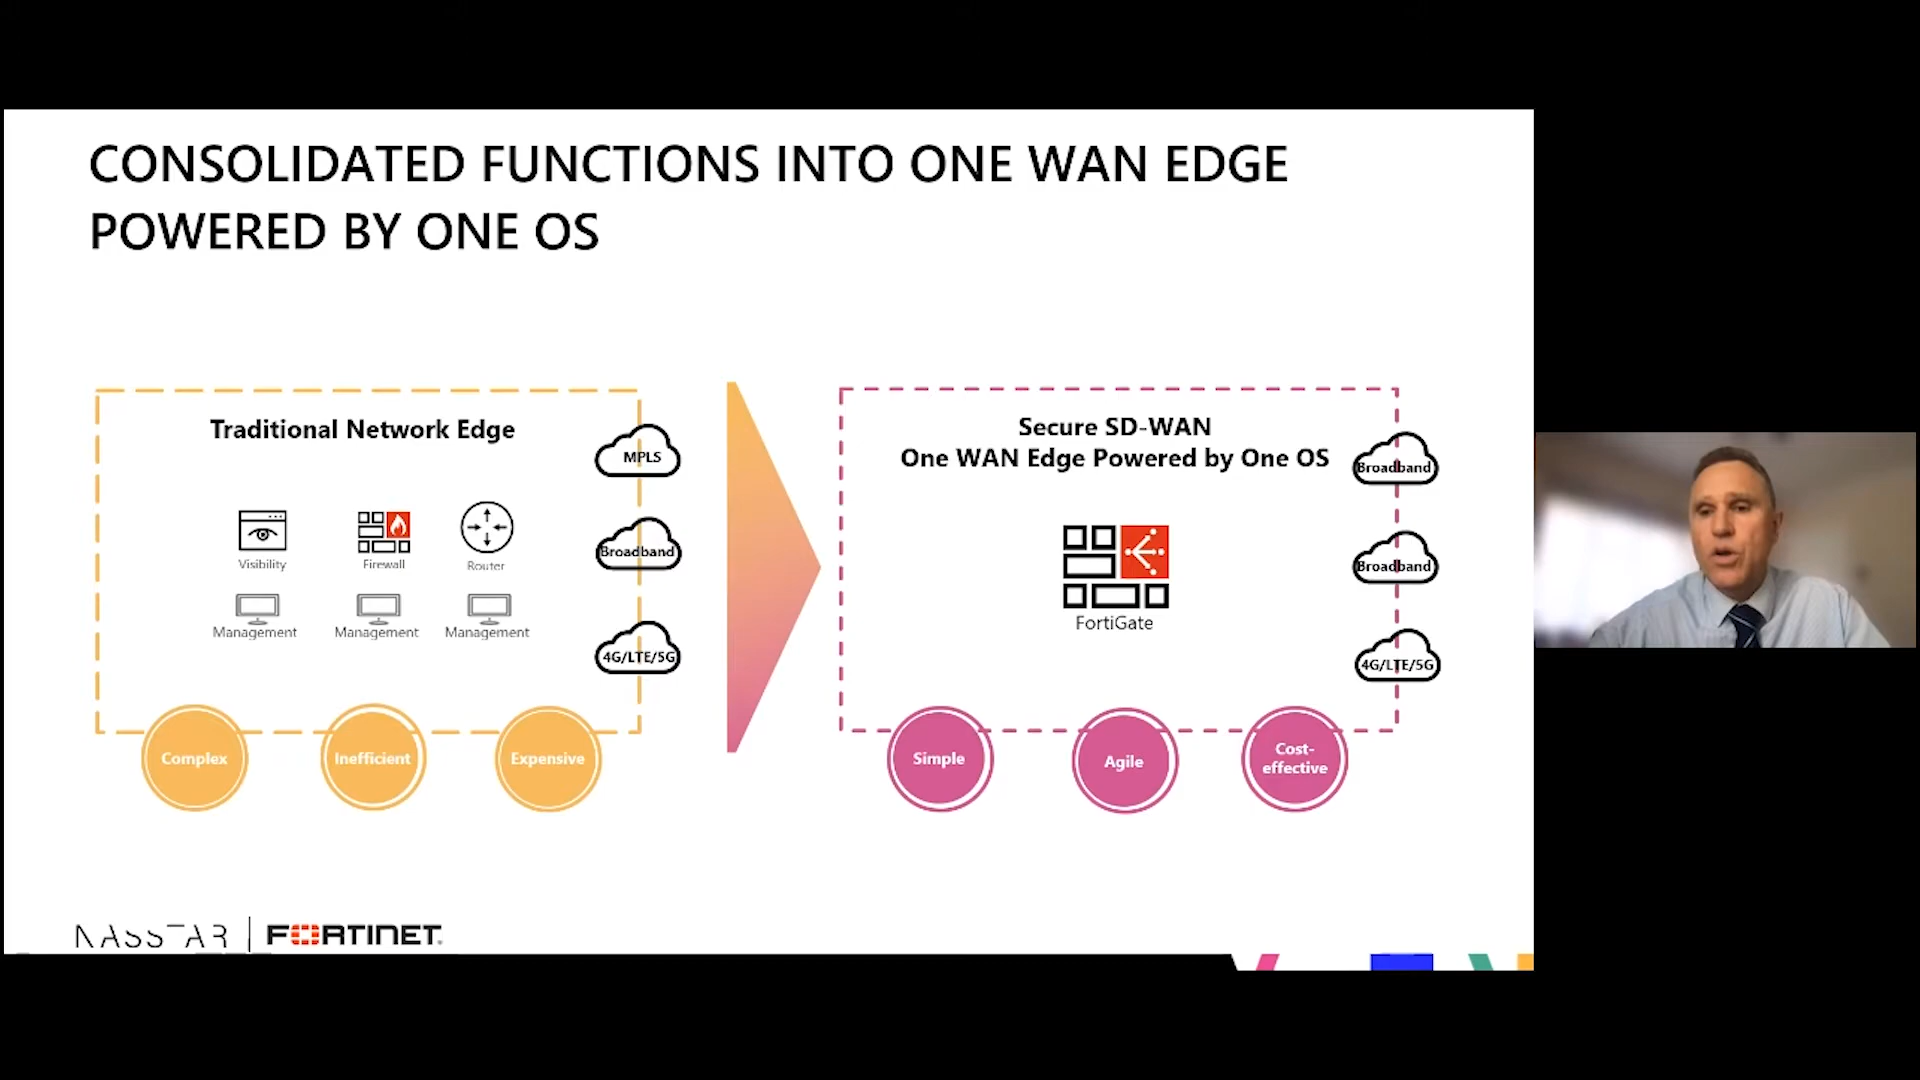 CONSOLIDATED FUNCTIONS INTO ONE WAN EDGE
POWERED BY ONE OS
Traditional Network Edge
MPLS
Visibility
Firewall
Router
Broadband
Management
Management
Management
4G/LTE/5G
Complex
Inefficient
Expensive
Secure SD-WAN
One WAN Edge Powered by One OS
Broadband
FortiGate
Broadband
4G/LTE/5G
Simple
Agile
Cost-
effective
NASSTAR
FORTINET